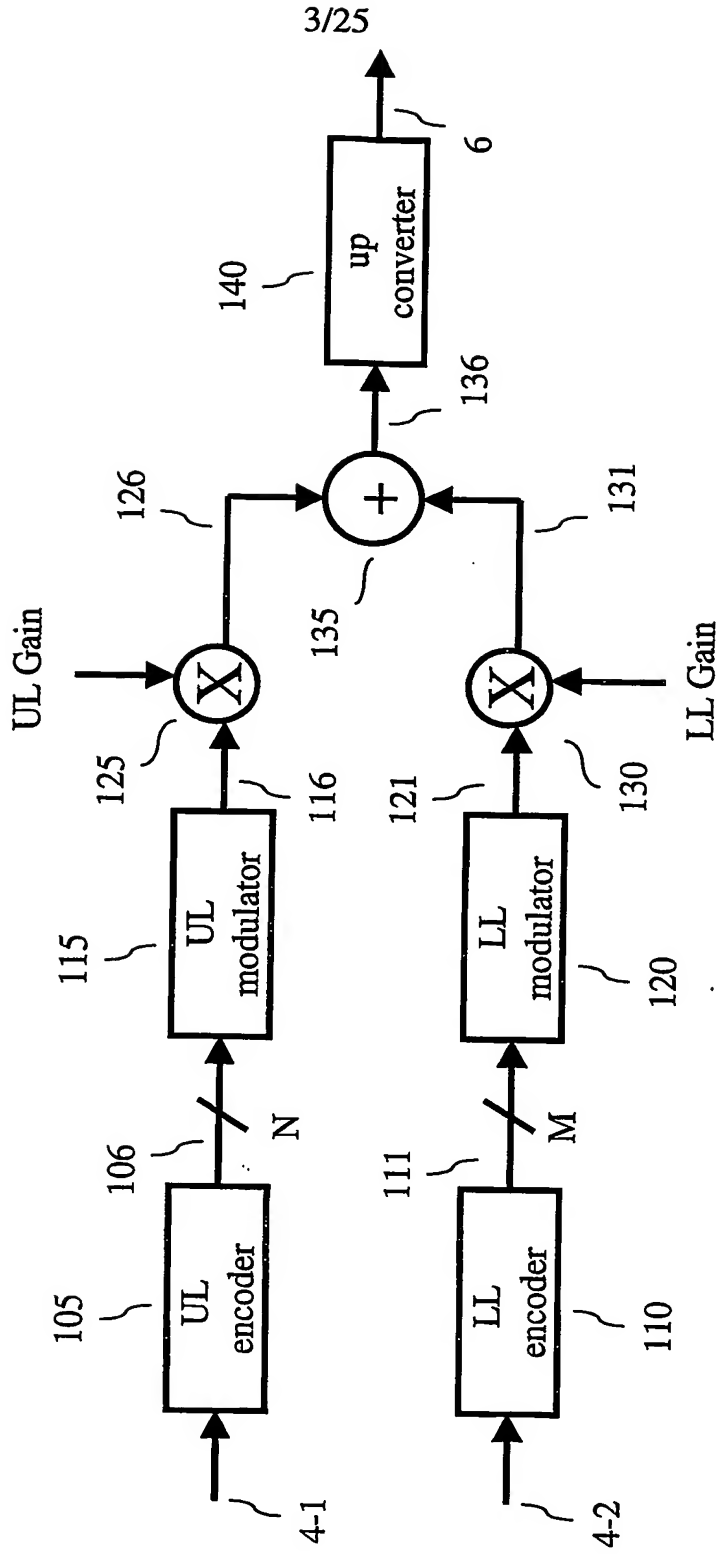 3/25
4-1
105
UL
encoder
106
N
115
UL
modulator
116
125
UL Gain
X
126
135
+
136
140
up
converter
6
4-2
110
LL
encoder
111
M
120
LL
modulator
121
130
LL Gain
X
131